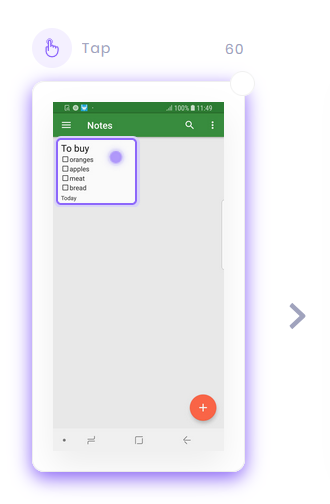 Tap
60
100% 11:49
Notes
To buy
oranges
apples
meat
bread
Today